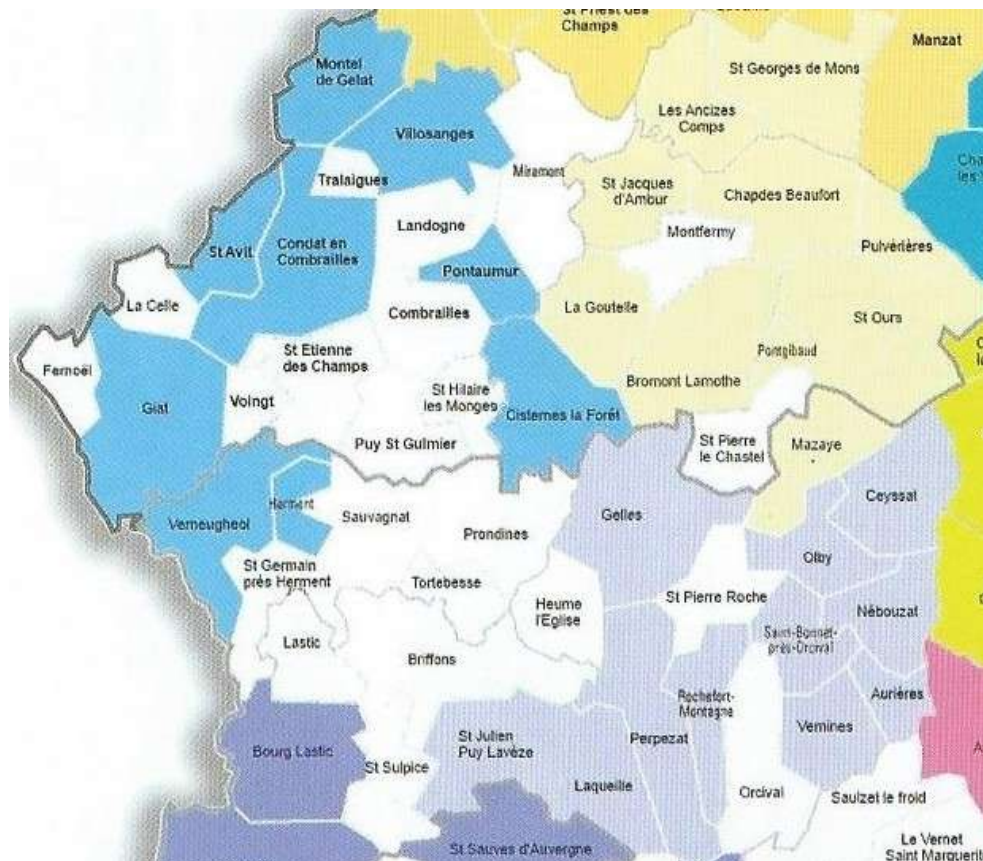 St Priest des
Champs
Manzat
St Georges de Mons
Montel
de Gelat
Les Ancizes
Comps
Villosanges
Miremont
Tralaigues
St Jacques
d'Ambur
Chapdes Beaufort
Landogne
Montfermy
St Avit
Condat en
Combrailles
Pontaumur
Pulvérières
La Celle
Combrailles
La Goutelle
St Ours
St Etienne
des Champs
Pontgibaud
Fernoël
Giat
Voingt
St Hilaire
les Monges
Bromont Lamothe
Cisternes la Forêt
Puy St Gulmier
St Pierre
le Chastel
Mazaye
Ceyssat
Herment
Verneugheol
Sauvagnat
Gelles
Prondines
Olby
St Germain
près Herment
Tortebesse
St Pierre Roche
Heume
l'Eglise
Nébouzat
Saint-Bonnet-
près-Orcival
Lastic
Briffons
Rochefort-
Montagne
Aurières
Vernines
Bourg Lastic
St Julien
Puy Lavèze
Perpezat
St Sulpice
Laqueille
Orcival
Saulzet le froid
Le Vernet
Saint Marguerit
St Sauves d'Auvergne